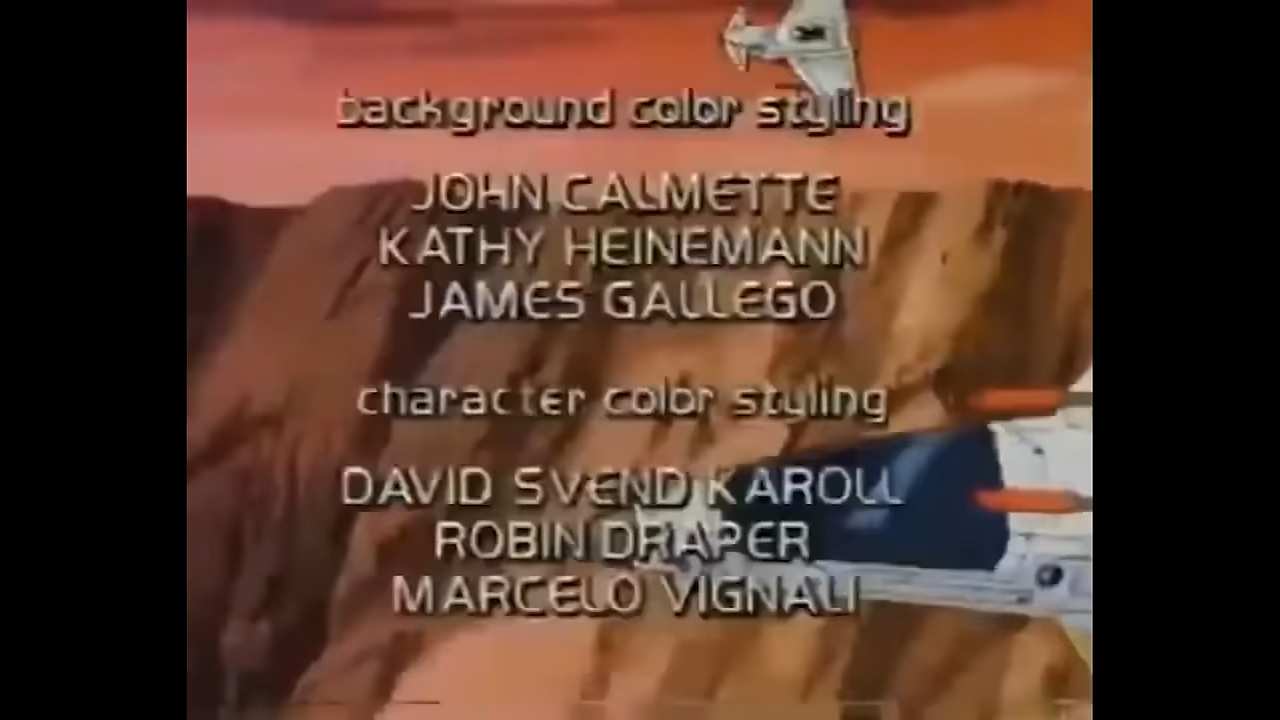 background color styling
JOHN CALMETTE
KATHY HEINEMANN
JAMES GALLEGO
character color styling
DAVID SVEND KAROLL
ROBIN DRAPER
MARCELO VIGNALI